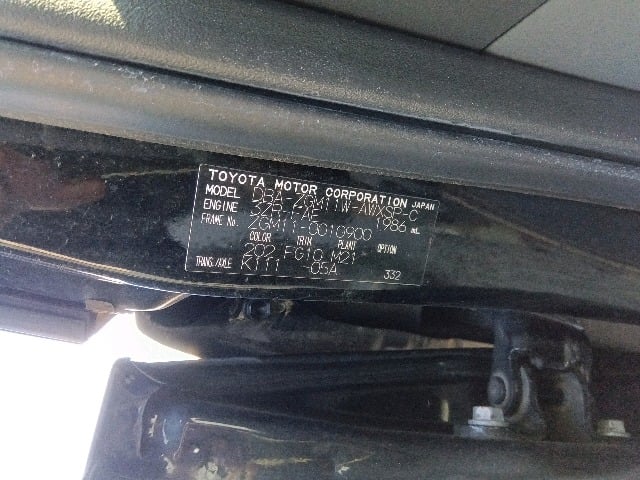 TOYOTA MOTOR CORPORATION JAPAN
MODEL DBA-ZGM11W-AWXSP-C
ENGINE 3ZR-FAE 1986 mL
FRAME No. ZGM11-0010900
COLOR TRIM PLANT OPTION
202 FG10 M21
TRANS./AXLE K111 -05A 332